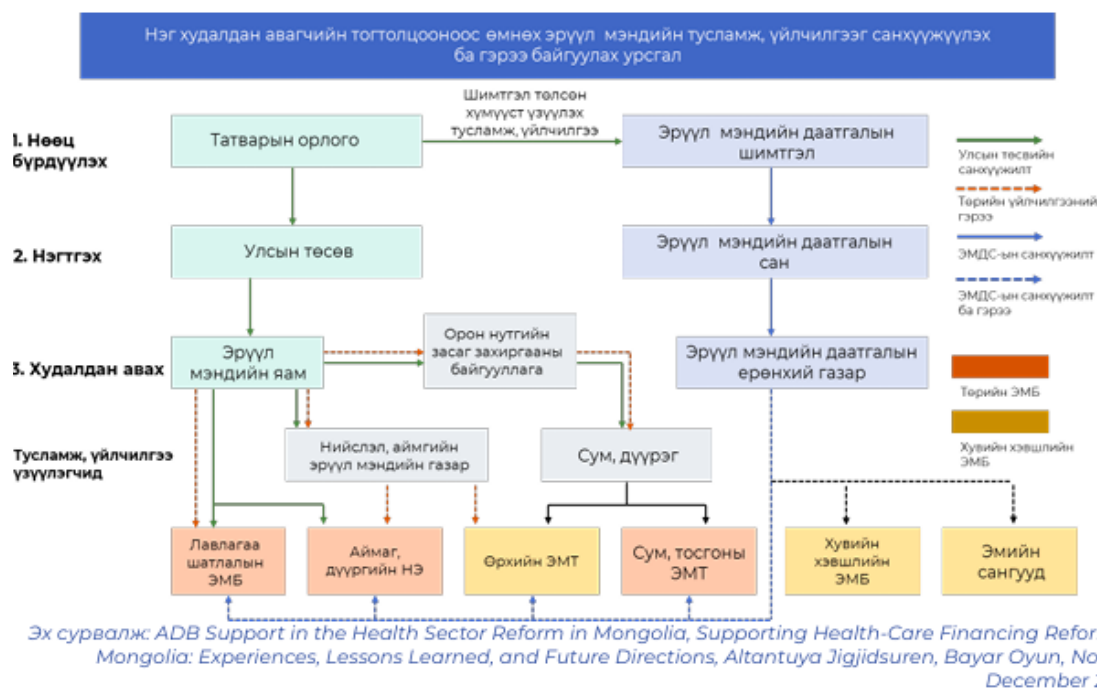 Нэг худалдан авагчийн тогтолцооноос өмнөх эрүүл мэндийн тусламж, үйлчилгээг санхүүжүүлэх
ба гэрээ байгуулах урсгал
1. Нөөц
бүрдүүлэх
Татварын орлого
Шимтгэл төлсөн
хүмүүст үзүүлэх
тусламж, үйлчилгээ
Эрүүл мэндийн даатгалын
шимтгэл
Улсын төсвийн
санхүүжилт
Төрийн үйлчилгээний
гэрээ
ЭМДС-ын санхүүжилт
ЭМДС-ын санхүүжилт
ба гэрээ
2. Нэгтгэх
Улсын төсөв
Эрүүл мэндийн даатгалын
сан
3. Худалдан авах
Эрүүл
мэндийн яам
Орон нутгийн
засаг захиргааны
байгууллага
Эрүүл мэндийн даатгалын
ерөнхий газар
Төрийн ЭМБ
Хувийн хэвшлийн
ЭМБ
Тусламж, үйлчилгээ
үзүүлэгчид
Нийслэл, аймгийн
эрүүл мэндийн газар
Сум, дүүрэг
Лавлагаа
шатлалын
ЭМБ
Аймаг,
дүүргийн НЭ
Өрхийн ЭМТ
Сум, тосгоны
ЭМТ
Хувийн
хэвшлийн
ЭМБ
Эмийн
сангууд
Эх сурвалж: ADB Support in the Health Sector Reform in Mongolia, Supporting Health-Care Financing Refor
Mongolia: Experiences, Lessons Learned, and Future Directions, Altantuya Jigjidsuren, Bayar Oyun, No
December 2